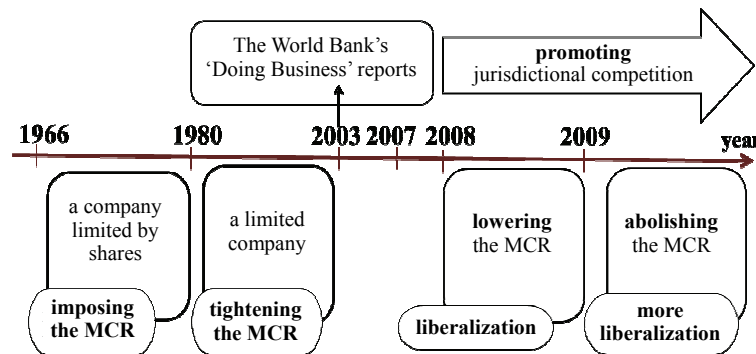 The World Bank's
'Doing Business' reports
promoting
jurisdictional competition
1966 1980 2003 2007 2008 2009 year
a company
limited by
shares
a limited
company
lowering
the MCR
abolishing
the MCR
imposing
the MCR
tightening
the MCR
liberalization
more
liberalization